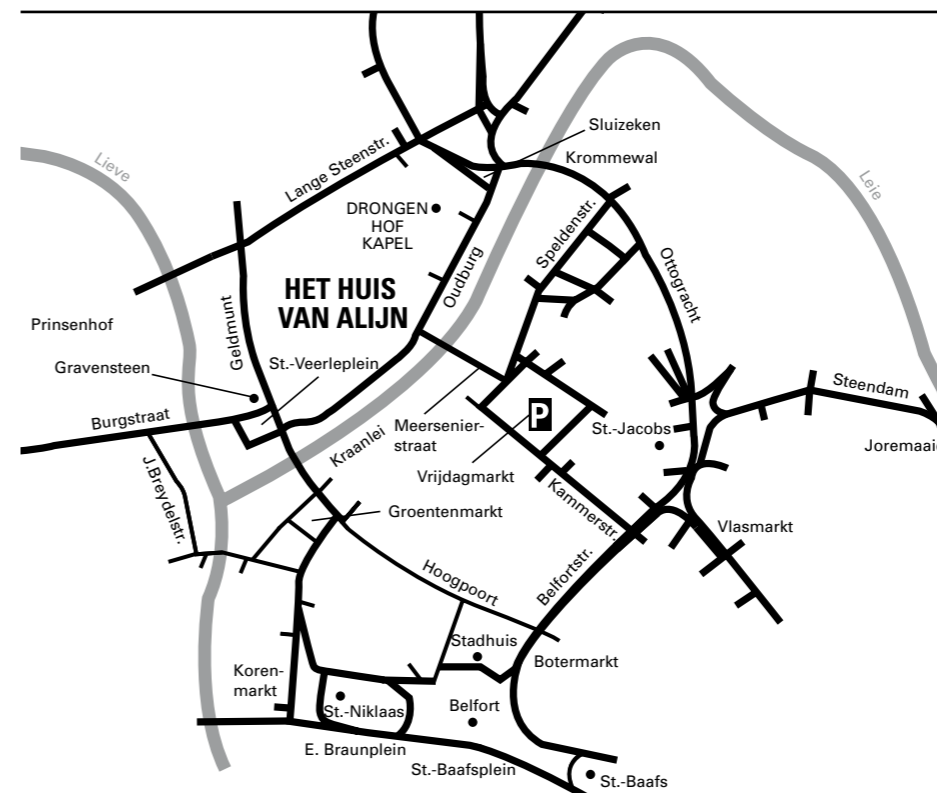 Sluizeken
Krommewal
Lieve
Lange Steenstr.
Leie
DRONGEN
HOF
KAPEL
Speldenstr.
Oudburg
Ottogracht
HET HUIS
VAN ALIJN
Prinsenhof
Geldmunt
Gravensteen
St.-Veerleplein
Steendam
Burgstraat
P
Meersenier-
straat
St.-Jacobs
Kraanlei
Joremaaie
Vrijdagmarkt
J.Breydelstr.
Kammerstr.
Groentenmarkt
Vlasmarkt
Hoogpoort
Belfortstr.
Stadhuis
Botermarkt
Koren-
markt
St.-Niklaas
Belfort
E. Braunplein
St.-Baafsplein
St.-Baafs